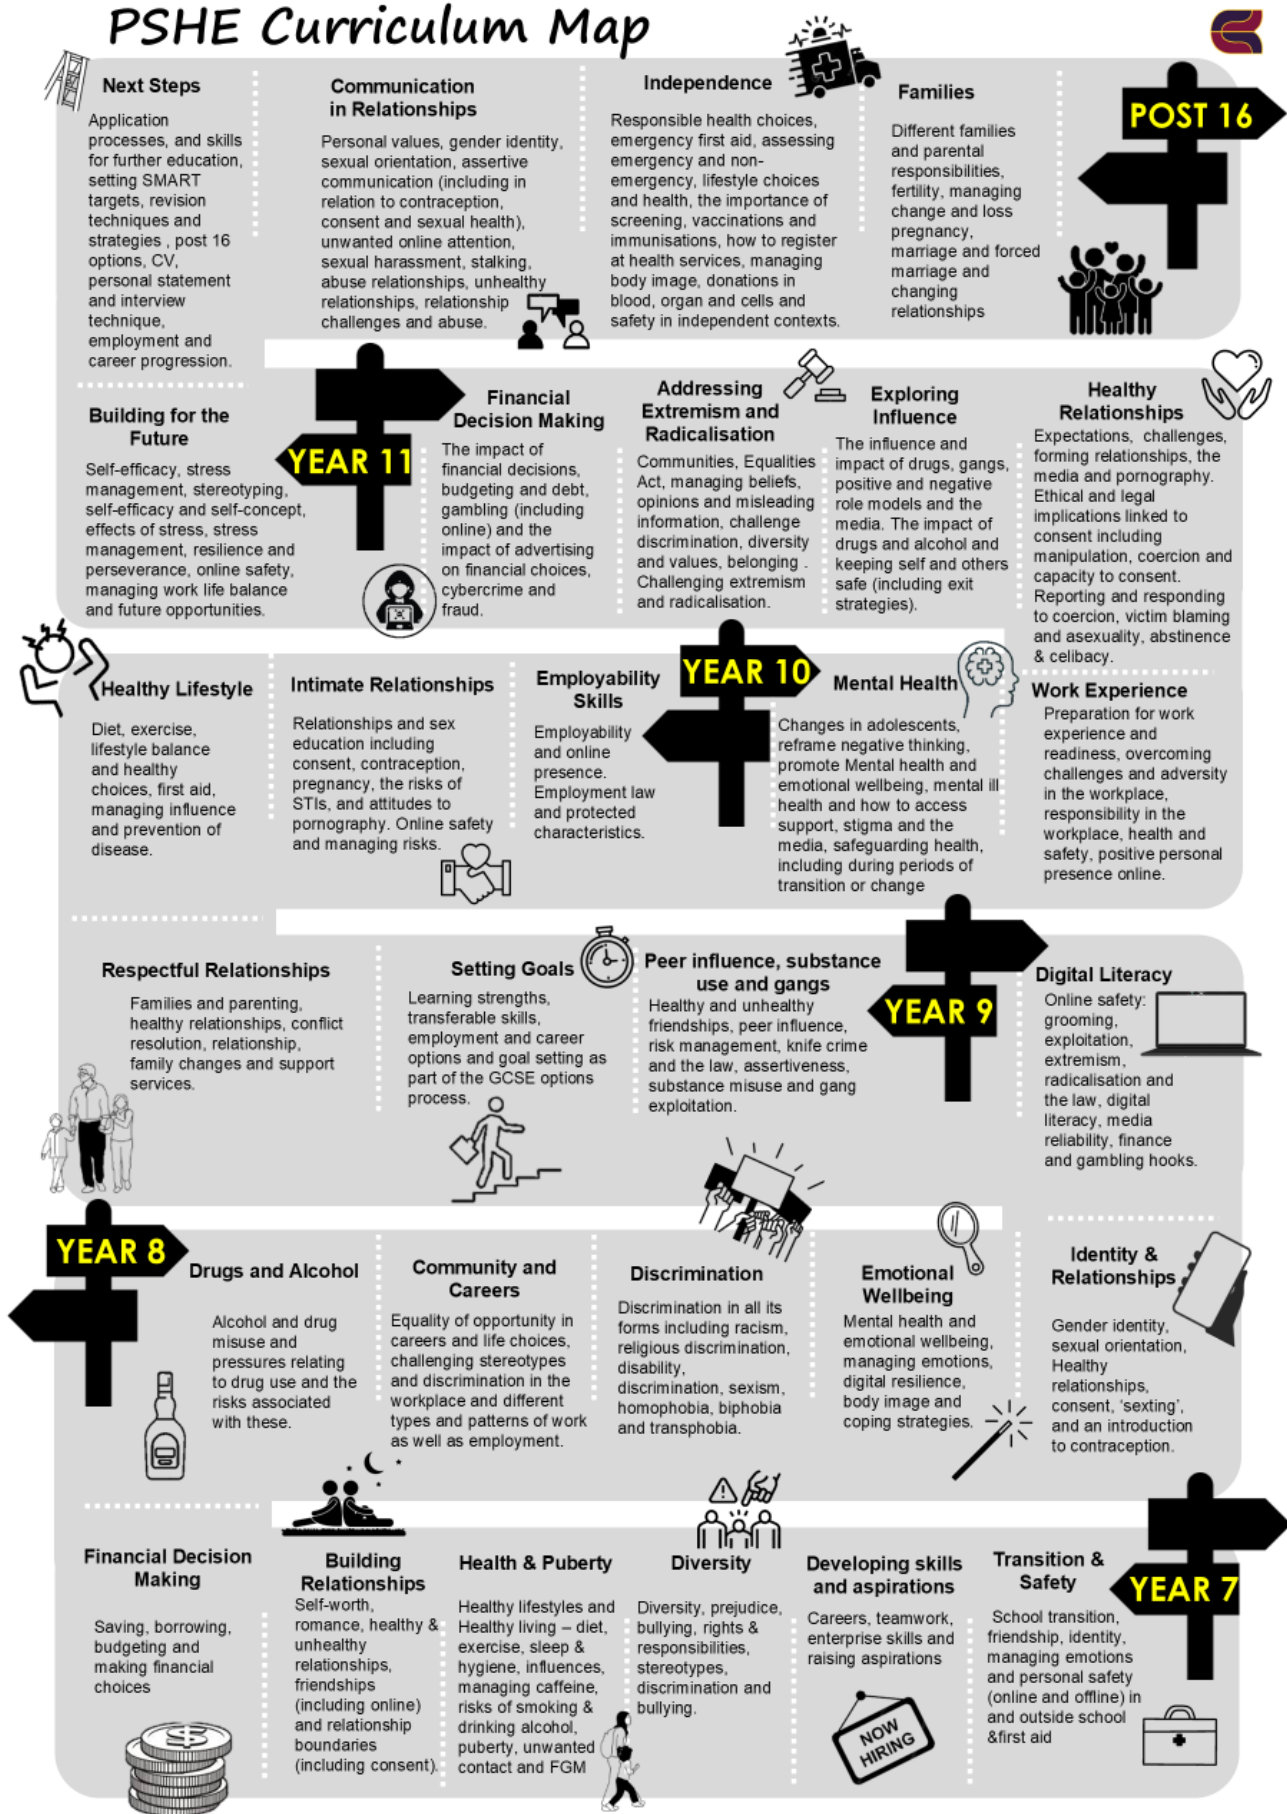 PSHE Curriculum Map
Next Steps
Application
processes, and skills
for further education,
setting SMART
targets, revision
techniques and
strategies , post 16
options, CV,
personal statement
and interview
technique,
employment and
career progression.
Communication
in Relationships
Personal values, gender identity,
sexual orientation, assertive
communication (including in
relation to contraception,
consent and sexual health),
unwanted online attention,
sexual harassment, stalking,
abuse relationships, unhealthy
relationships, relationship
challenges and abuse.
Independence
Responsible health choices,
emergency first aid, assessing
emergency and non-
emergency, lifestyle choices
and health, the importance of
screening, vaccinations and
immunisations, how to register
at health services, managing
body image, donations in
blood, organ and cells and
safety in independent contexts.
Families
Different families
and parental
responsibilities,
fertility, managing
change and loss
pregnancy,
marriage and forced
marriage and
changing
relationships
POST 16
Building for the
Future
Self-efficacy, stress
management, stereotyping,
self-efficacy and self-concept,
effects of stress, stress
management, resilience and
perseverance, online safety,
managing work life balance
and future opportunities.
YEAR 11
Financial
Decision Making
The impact of
financial decisions,
budgeting and debt,
gambling (including
online) and the
impact of advertising
on financial choices,
cybercrime and
fraud.
Addressing
Extremism and
Radicalisation
Communities, Equalities
Act, managing beliefs,
opinions and misleading
information, challenge
discrimination, diversity
and values, belonging .
Challenging extremism
and radicalisation.
Exploring
Influence
The influence and
impact of drugs, gangs,
positive and negative
role models and the
media. The impact of
drugs and alcohol and
keeping self and others
safe (including exit
strategies).
Healthy
Relationships
Expectations, challenges,
forming relationships, the
media and pornography.
Ethical and legal
implications linked to
consent including
manipulation, coercion and
capacity to consent.
Reporting and responding
to coercion, victim blaming
and asexuality, abstinence
& celibacy.
Healthy Lifestyle
Diet, exercise,
lifestyle balance
and healthy
choices, first aid,
managing influence
and prevention of
disease.
Intimate Relationships
Relationships and sex
education including
consent, contraception,
pregnancy, the risks of
STIs, and attitudes to
pornography. Online safety
and managing risks.
Employability
Skills
Employability
and online
presence.
Employment law
and protected
characteristics.
YEAR 10
Mental Health
Changes in adolescents,
reframe negative thinking,
promote Mental health and
emotional wellbeing, mental ill
health and how to access
support, stigma and the
media, safeguarding health,
including during periods of
transition or change
Work Experience
Preparation for work
experience and
readiness, overcoming
challenges and adversity
in the workplace,
responsibility in the
workplace, health and
safety, positive personal
presence online.
Respectful Relationships
Families and parenting,
healthy relationships, conflict
resolution, relationship,
family changes and support
services.
Setting Goals
Learning strengths,
transferable skills,
employment and career
options and goal setting as
part of the GCSE options
process.
Peer influence, substance
use and gangs
Healthy and unhealthy
friendships, peer influence,
risk management, knife crime
and the law, assertiveness,
substance misuse and gang
exploitation.
YEAR 9
Digital Literacy
Online safety:
grooming,
exploitation,
extremism,
radicalisation and
the law, digital
literacy, media
reliability, finance
and gambling hooks.
YEAR 8
Drugs and Alcohol
Alcohol and drug
misuse and
pressures relating
to drug use and the
risks associated
with these.
Community and
Careers
Equality of opportunity in
careers and life choices,
challenging stereotypes
and discrimination in the
workplace and different
types and patterns of work
as well as employment.
Discrimination
Discrimination in all its
forms including racism,
religious discrimination,
disability,
discrimination, sexism,
homophobia, biphobia
and transphobia.
Emotional
Wellbeing
Mental health and
emotional wellbeing,
managing emotions,
digital resilience,
body image and
coping strategies.
Identity &
Relationships
Gender identity,
sexual orientation,
Healthy
relationships,
consent, ‘sexting’,
and an introduction
to contraception.
Financial Decision
Making
Saving, borrowing,
budgeting and
making financial
choices
Building
Relationships
Self-worth,
romance, healthy &
unhealthy
relationships,
friendships
(including online)
and relationship
boundaries
(including consent).
Health & Puberty
Healthy lifestyles and
Healthy living – diet,
exercise, sleep &
hygiene, influences,
managing caffeine,
risks of smoking &
drinking alcohol,
puberty, unwanted
contact and FGM
Diversity
Diversity, prejudice,
bullying, rights &
responsibilities,
stereotypes,
discrimination and
bullying.
Developing skills
and aspirations
Careers, teamwork,
enterprise skills and
raising aspirations
NOW
HIRING
Transition &
Safety
School transition,
friendship, identity,
managing emotions
and personal safety
(online and offline) in
and outside school
&first aid
YEAR 7